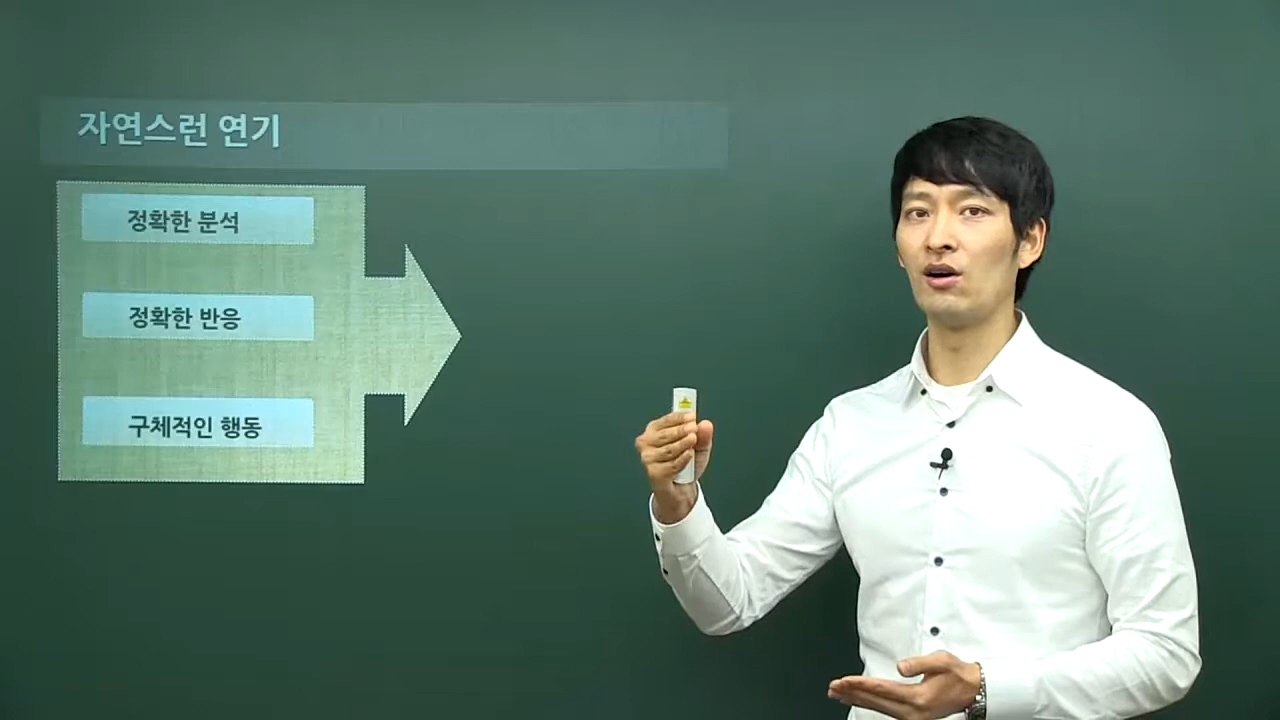 자연스런 연기
정확한 분석
정확한 반응
구체적인 행동